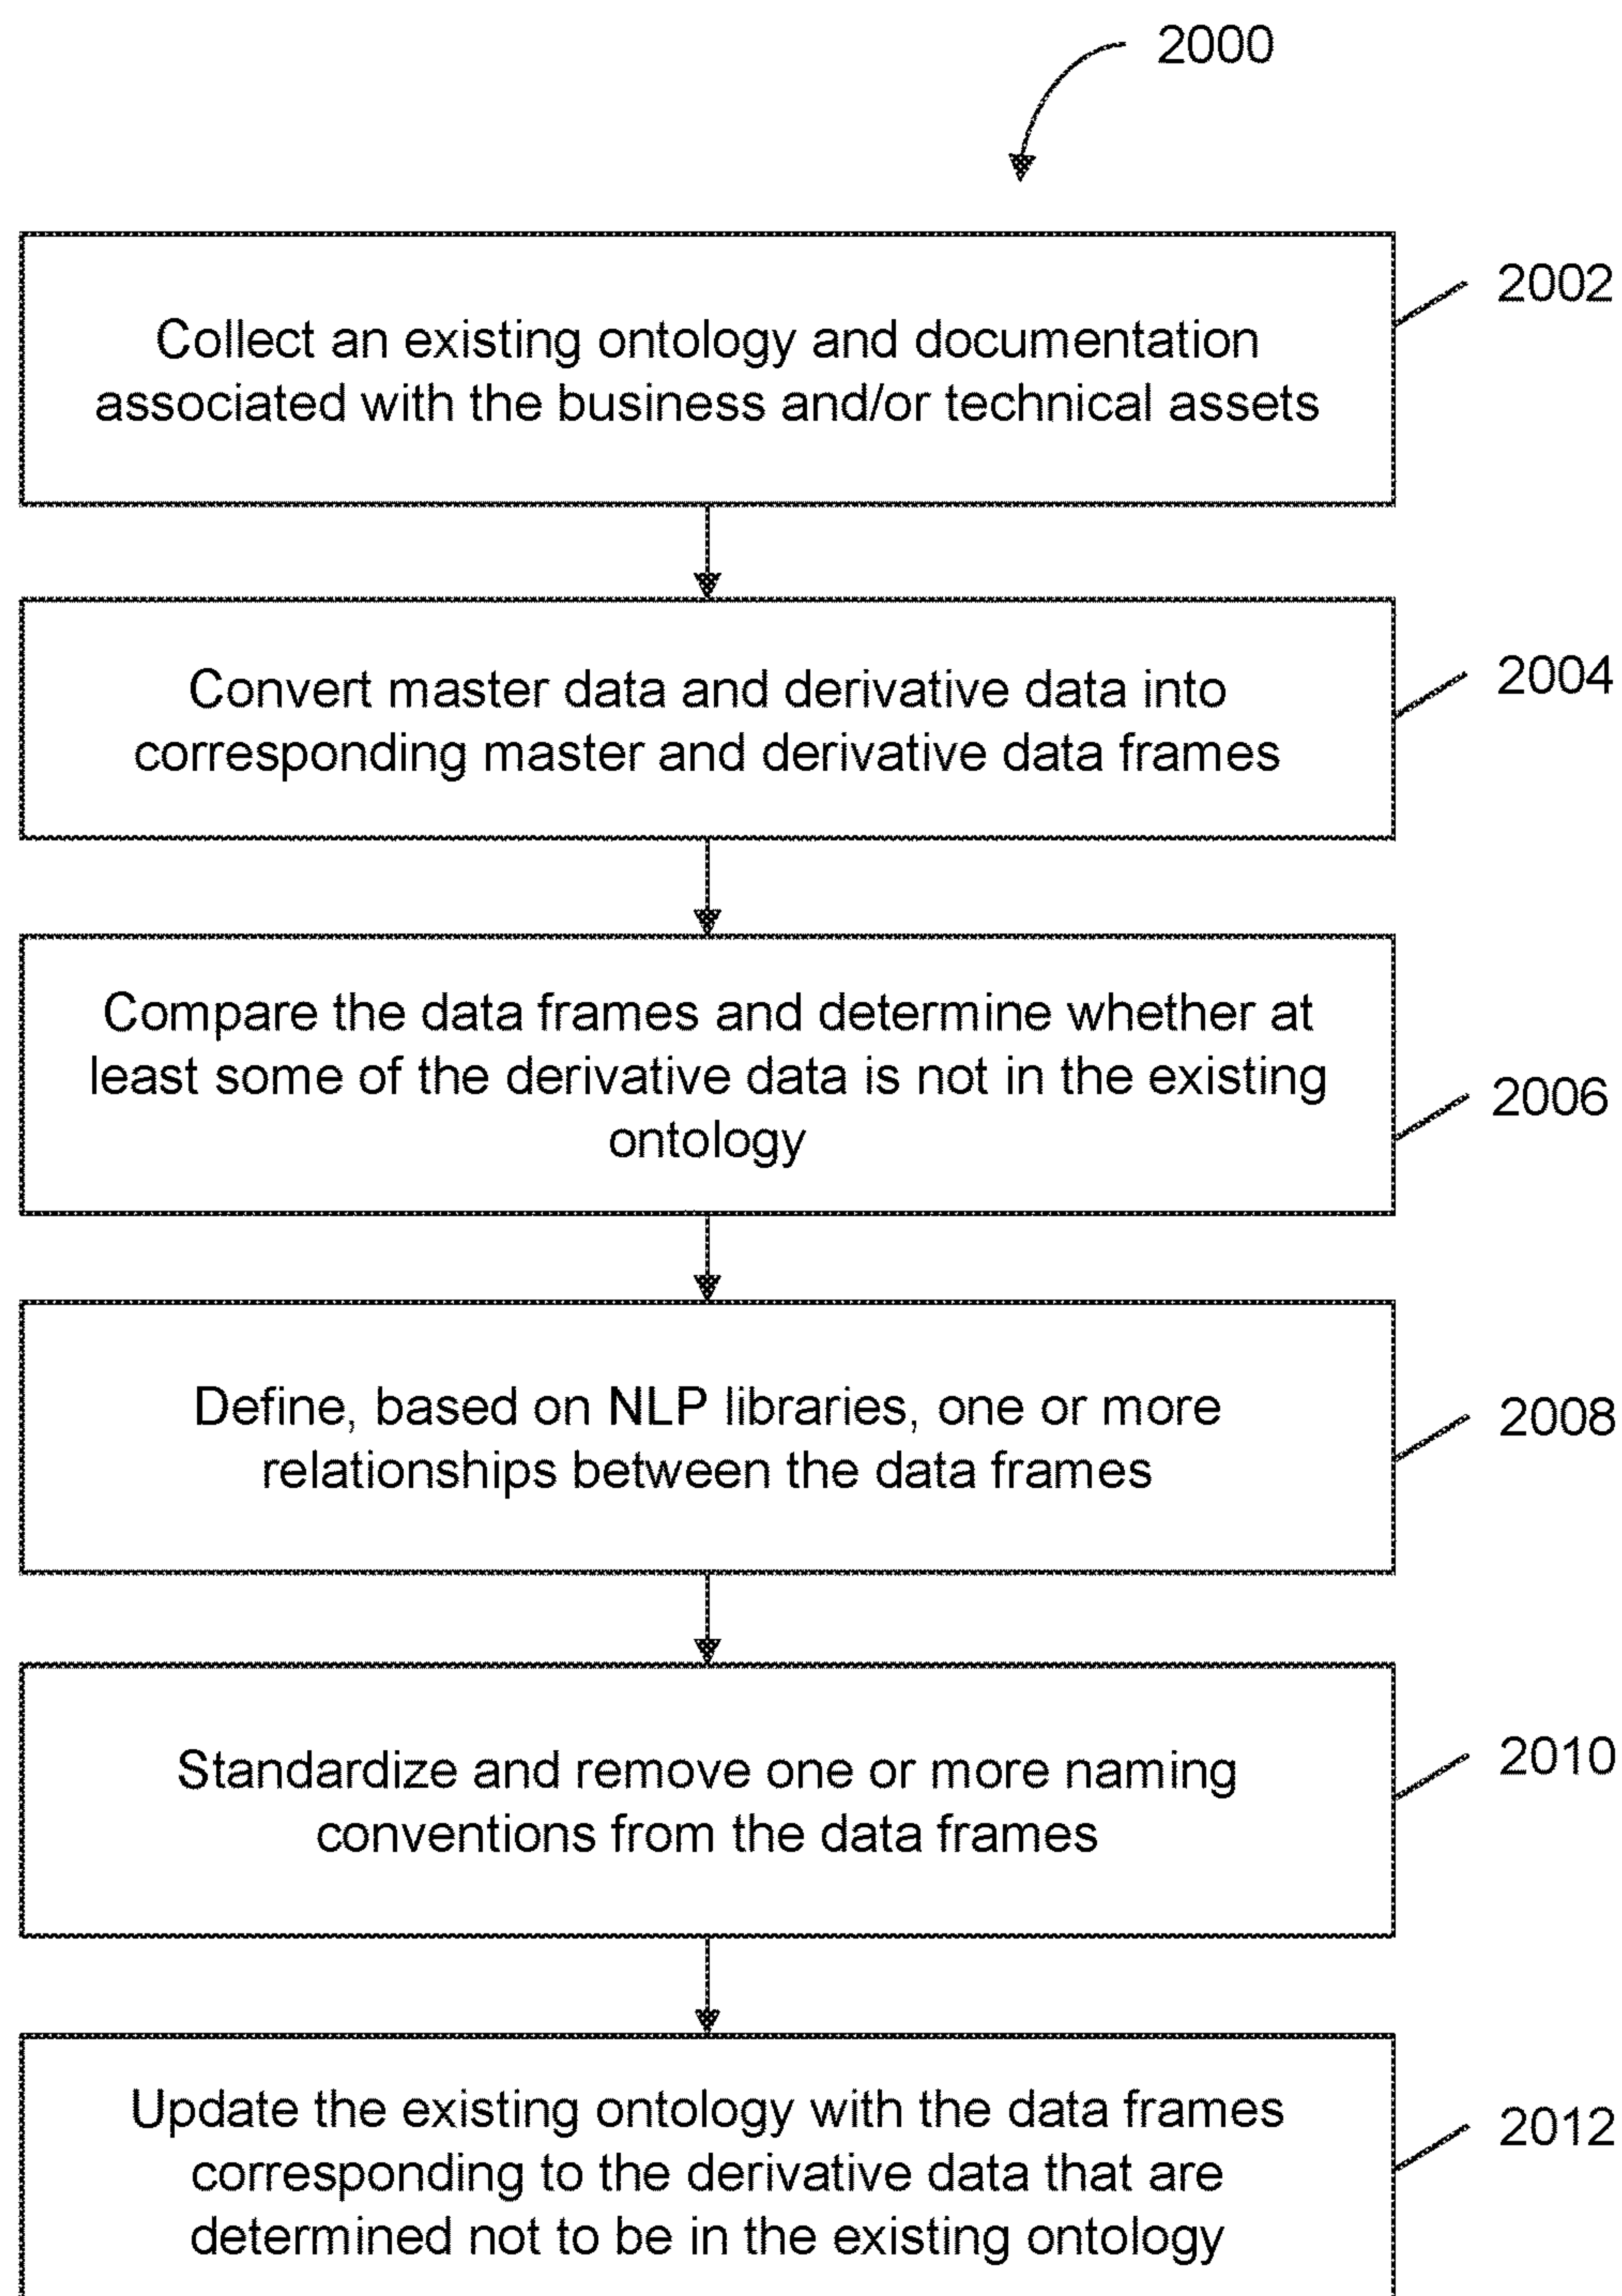 2000
Collect an existing ontology and documentation
associated with the business and/or technical assets
2002
Convert master data and derivative data into
corresponding master and derivative data frames
2004
Compare the data frames and determine whether at
least some of the derivative data is not in the existing
ontology
2006
Define, based on NLP libraries, one or more
relationships between the data frames
2008
Standardize and remove one or more naming
conventions from the data frames
2010
Update the existing ontology with the data frames
corresponding to the derivative data that are
determined not to be in the existing ontology
2012